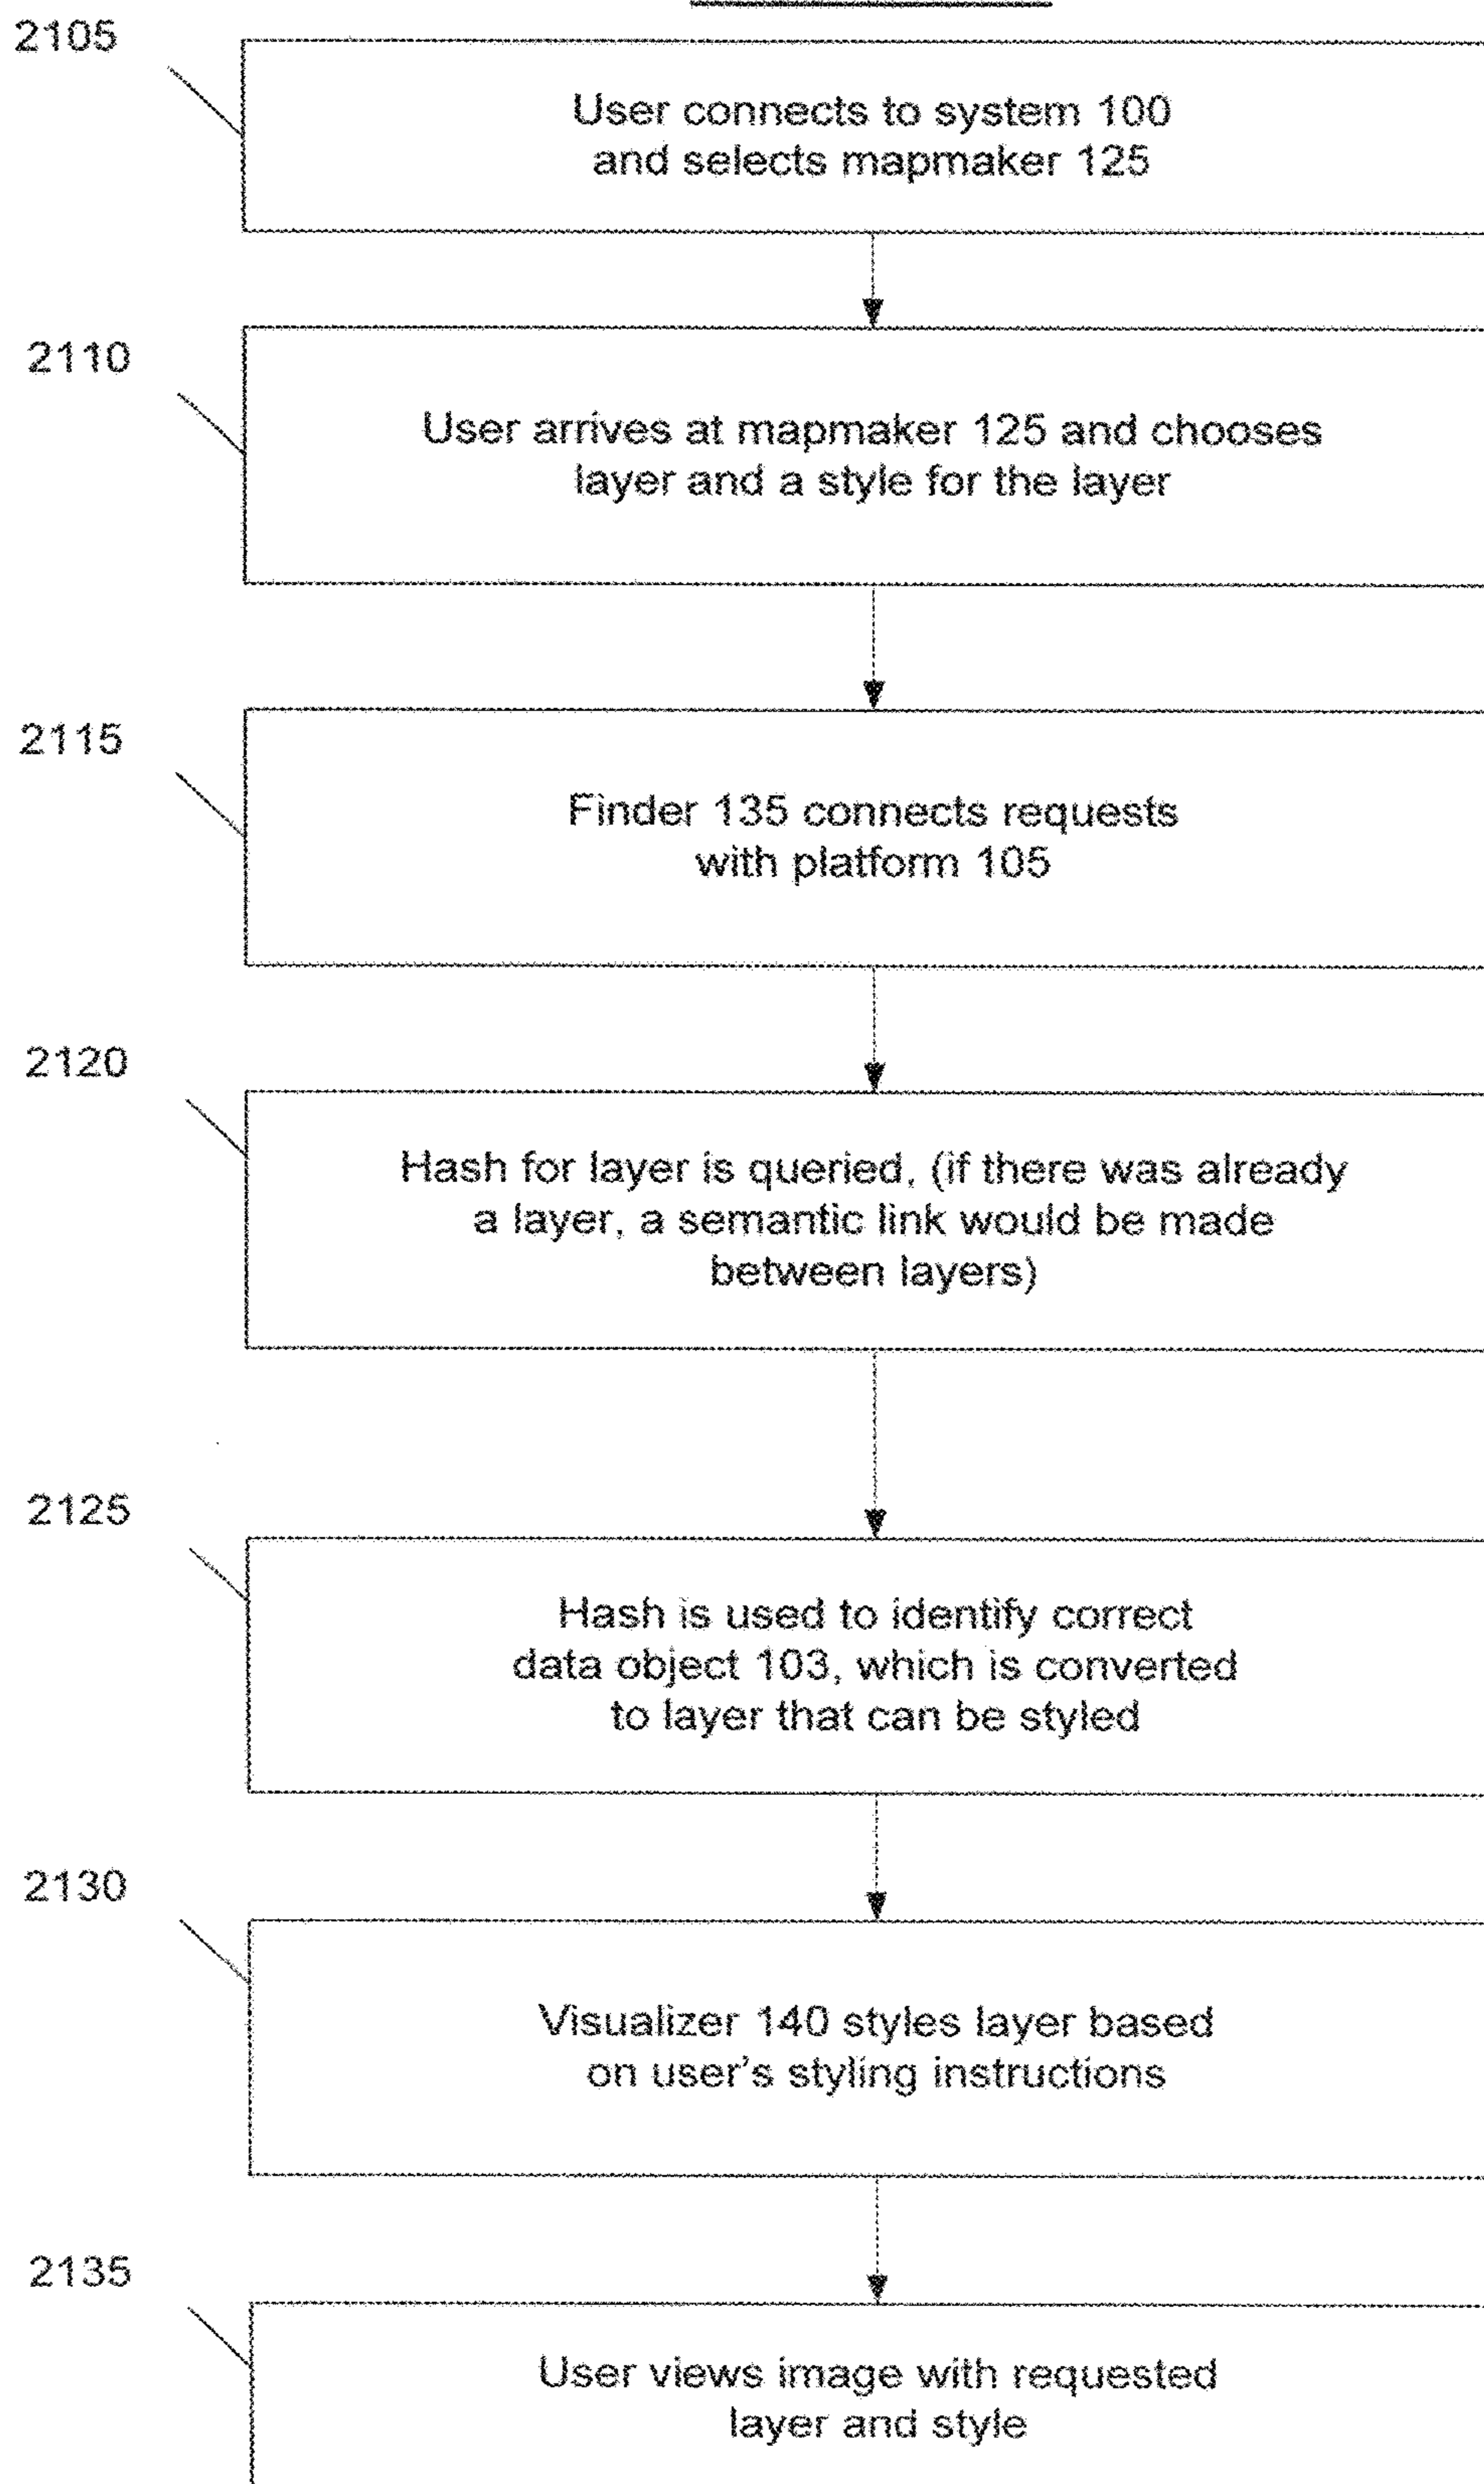 2105
User connects to system 100
and selects mapmaker 125
2110
User arrives at mapmaker 125 and chooses
layer and a style for the layer
2115
Finder 135 connects requests
with platform 105
2120
Hash for layer is queried, (if there was already
a layer, a semantic link would be made
between layers)
2125
Hash is used to identify correct
data object 103, which is converted
to layer that can be styled
2130
Visualizer 140 styles layer based
on user's styling instructions
2135
User views image with requested
layer and style